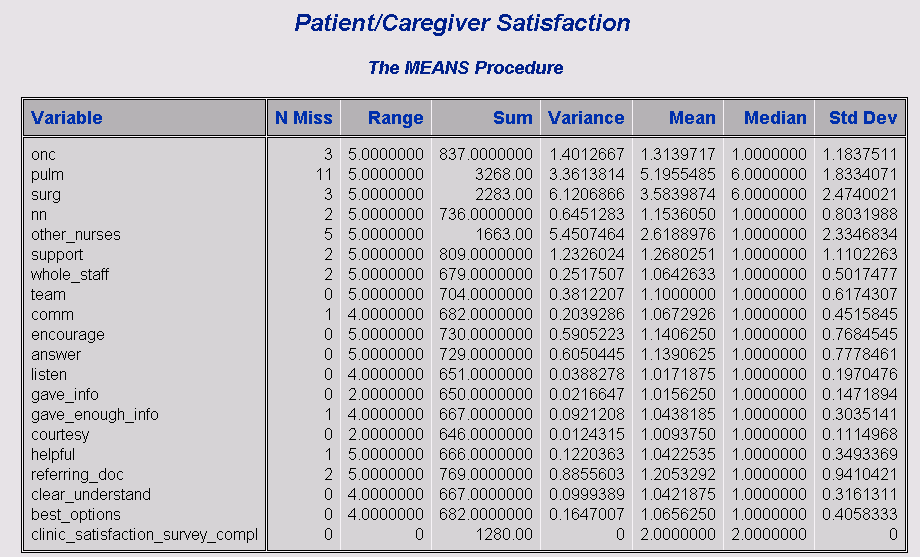 Patient/Caregiver Satisfaction
The MEANS Procedure
Variable N Miss Range Sum Variance Mean Median Std Dev
onc 3 5.0000000 837.0000000 1.4012667 1.3139717 1.0000000 1.1837511
pulm 11 5.0000000 3268.00 3.3613814 5.1955485 6.0000000 1.8334071
surg 3 5.0000000 2283.00 6.1206866 3.5839874 6.0000000 2.4740021
nn 2 5.0000000 736.0000000 0.6451283 1.1536050 1.0000000 0.8031988
other_nurses 5 5.0000000 1663.00 5.4507464 2.6188976 1.0000000 2.3346834
support 2 5.0000000 809.0000000 1.2326024 1.2680251 1.0000000 1.1102263
whole_staff 2 5.0000000 679.0000000 0.2517507 1.0642633 1.0000000 0.5017477
team 0 5.0000000 704.0000000 0.3812207 1.1000000 1.0000000 0.6174307
comm 1 4.0000000 682.0000000 0.2039286 1.0672926 1.0000000 0.4515845
encourage 0 5.0000000 730.0000000 0.5905223 1.1406250 1.0000000 0.7684545
answer 0 5.0000000 729.0000000 0.6050445 1.1390625 1.0000000 0.7778461
listen 0 4.0000000 651.0000000 0.0388278 1.0171875 1.0000000 0.1970476
gave_info 0 2.0000000 650.0000000 0.0216647 1.0156250 1.0000000 0.1471894
gave_enough_info 1 4.0000000 667.0000000 0.0921208 1.0438185 1.0000000 0.3035141
courtesy 0 2.0000000 646.0000000 0.0124315 1.0093750 1.0000000 0.1114968
helpful 1 5.0000000 666.0000000 0.1220363 1.0422535 1.0000000 0.3493369
referring_doc 2 5.0000000 769.0000000 0.8855603 1.2053292 1.0000000 0.9410421
clear_understand 0 4.0000000 667.0000000 0.0999389 1.0421875 1.0000000 0.3161311
best_options 0 4.0000000 682.0000000 0.1647007 1.0656250 1.0000000 0.4058333
clinic_satisfaction_survey_compl 0 0 1280.00 0 2.0000000 2.0000000 0